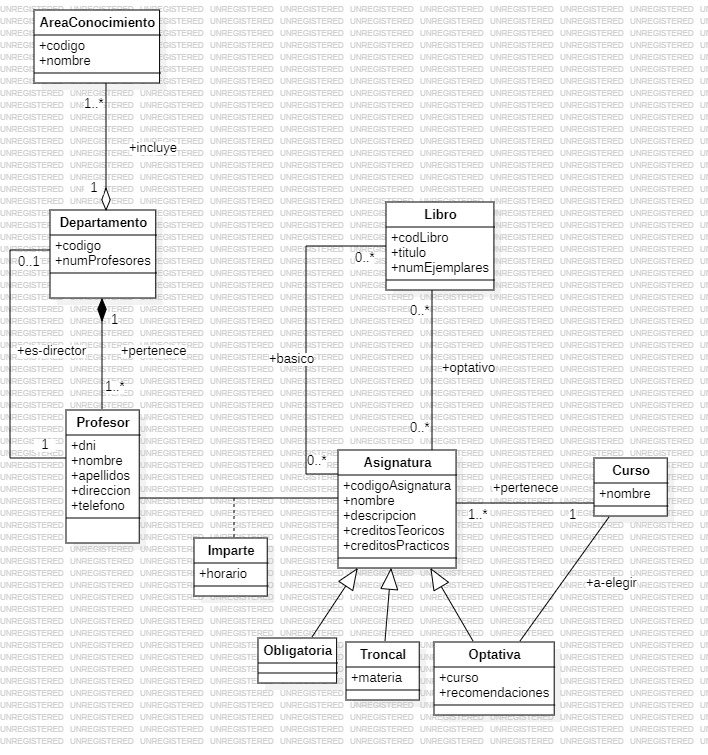 AreaConocimiento
+codigo
+nombre
1..*
+incluye
1
Departamento
+codigo
+numProfesores
0..1
1
+es-director
+pertenece
1..*
1
Profesor
+dni
+nombre
+apellidos
+direccion
+telefono
Libro
+codLibro
+titulo
+numEjemplares
0..*
0..*
+basico
+optativo
0..*
0..*
Asignatura
+codigoAsignatura
+nombre
+descripcion
+creditosTeoricos
+creditosPracticos
+pertenece
1..*
1
Curso
+nombre
Imparte
+horario
+a-elegir
Obligatoria
Troncal
+materia
Optativa
+curso
+recomendaciones
UNREGISTERED